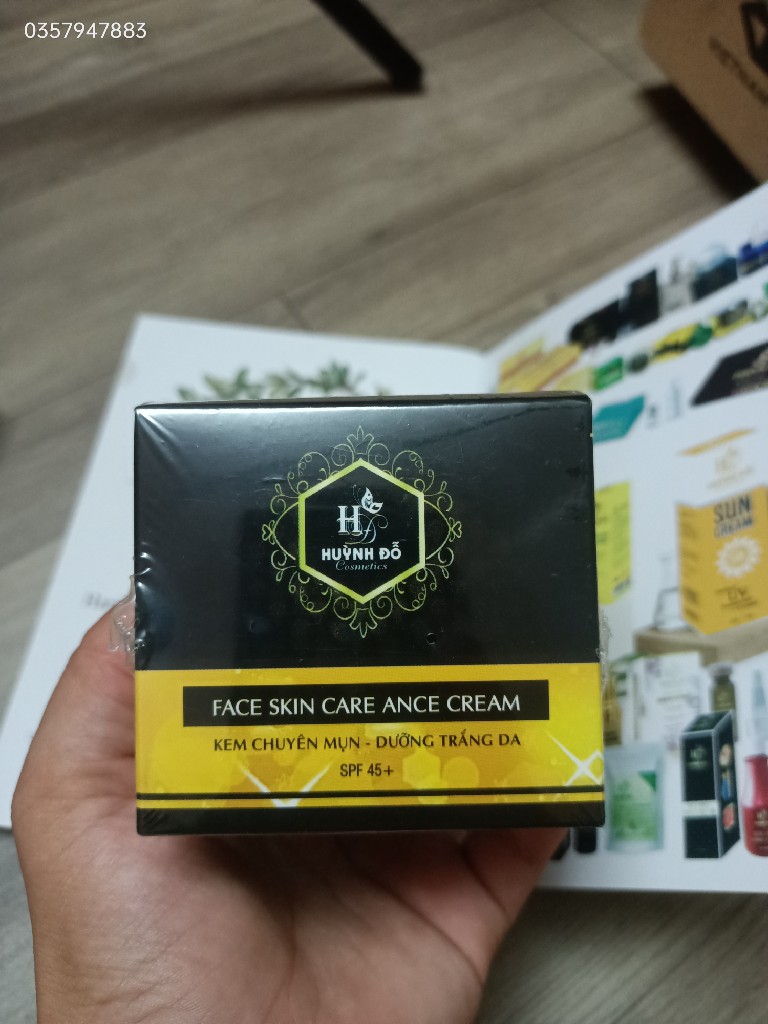 0357947883
HUỲNH ĐỖ
Cosmetics
FACE SKIN CARE ANCE CREAM
KEM CHUYÊN MỤN - DƯỠNG TRẮNG DA
SPF 45+
SUN
CREAM
UV